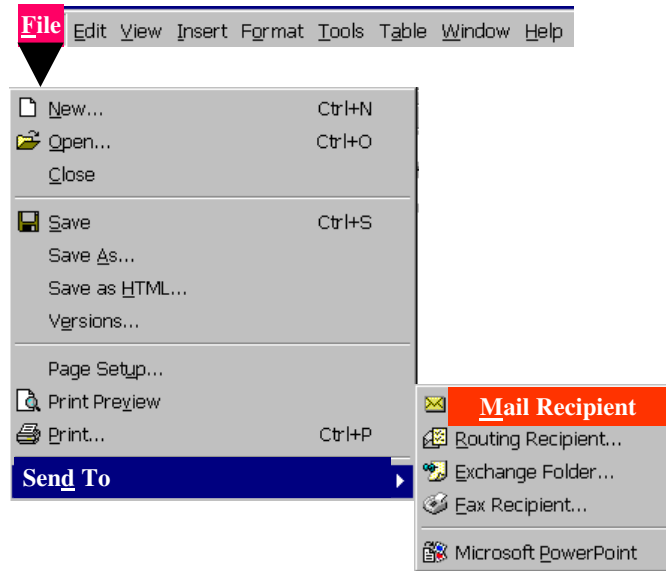 File Edit View Insert Format Tools Table Window Help
New... Ctrl+N
Open... Ctrl+O
Close
Save Ctrl+S
Save As...
Save as HTML...
Versions...
Page Setup...
Print Preview
Print... Ctrl+P
Send To
Mail Recipient
Routing Recipient...
Exchange Folder...
Fax Recipient...
Microsoft PowerPoint